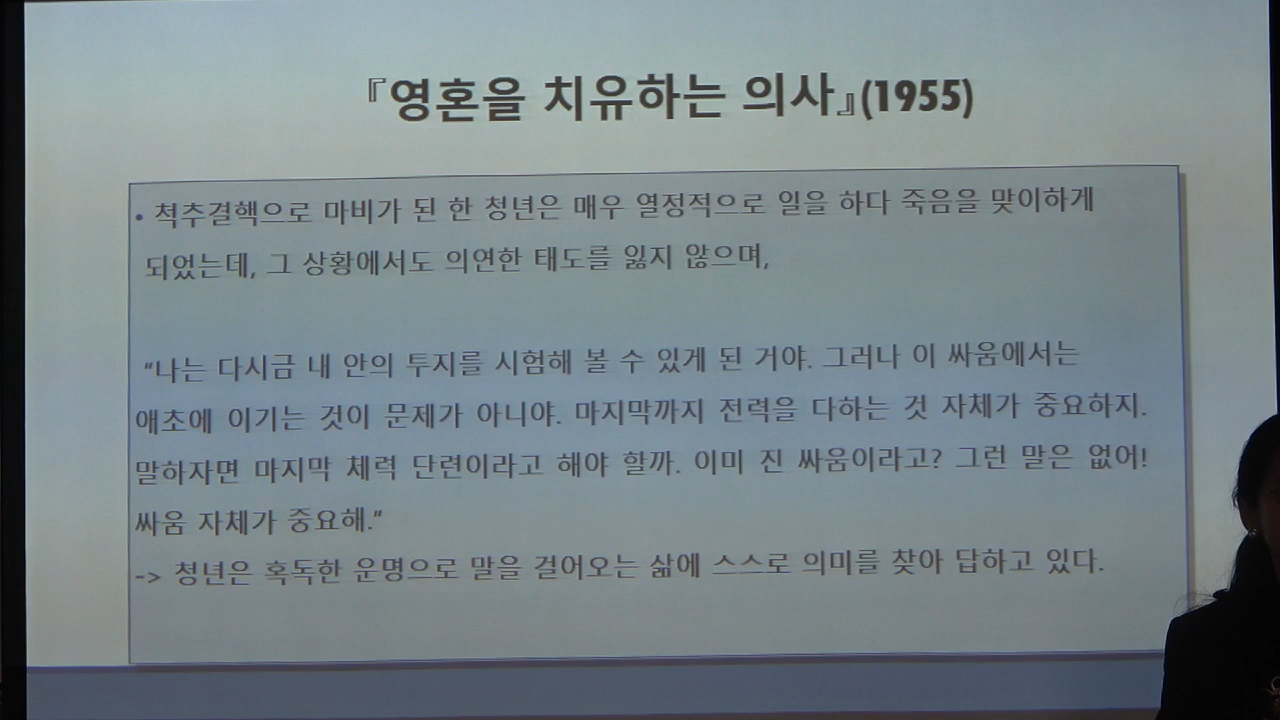 『영혼을 치유하는 의사』(1955)
• 척추결핵으로 마비가 된 한 청년은 매우 열정적으로 일을 하다 죽음을 맞이하게
되었는데, 그 상황에서도 의연한 태도를 잃지 않으며,
“나는 다시금 내 안의 투지를 시험해 볼 수 있게 된 거야. 그러나 이 싸움에서는
애초에 이기는 것이 문제가 아니야. 마지막까지 전력을 다하는 것 자체가 중요하지.
말하자면 마지막 체력 단련이라고 해야 할까. 이미 진 싸움이라고? 그런 말은 없어!
싸움 자체가 중요해.”
-> 청년은 혹독한 운명으로 말을 걸어오는 삶에 스스로 의미를 찾아 답하고 있다.